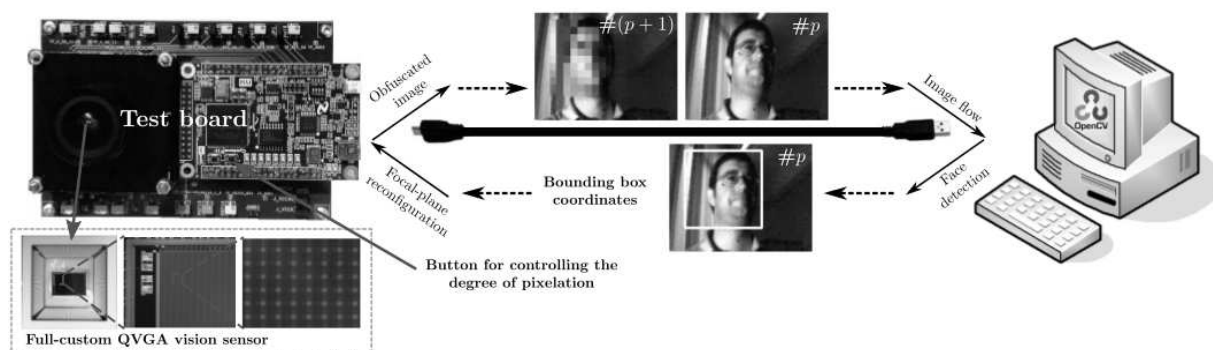 #(p+1)
#p
Test board
Obfuscated
image
Image flow
OpenCV
#p
Focal-plane
reconfiguration
Bounding box
coordinates
Face
detection
Button for controlling the
degree of pixelation
Full-custom QVGA vision sensor